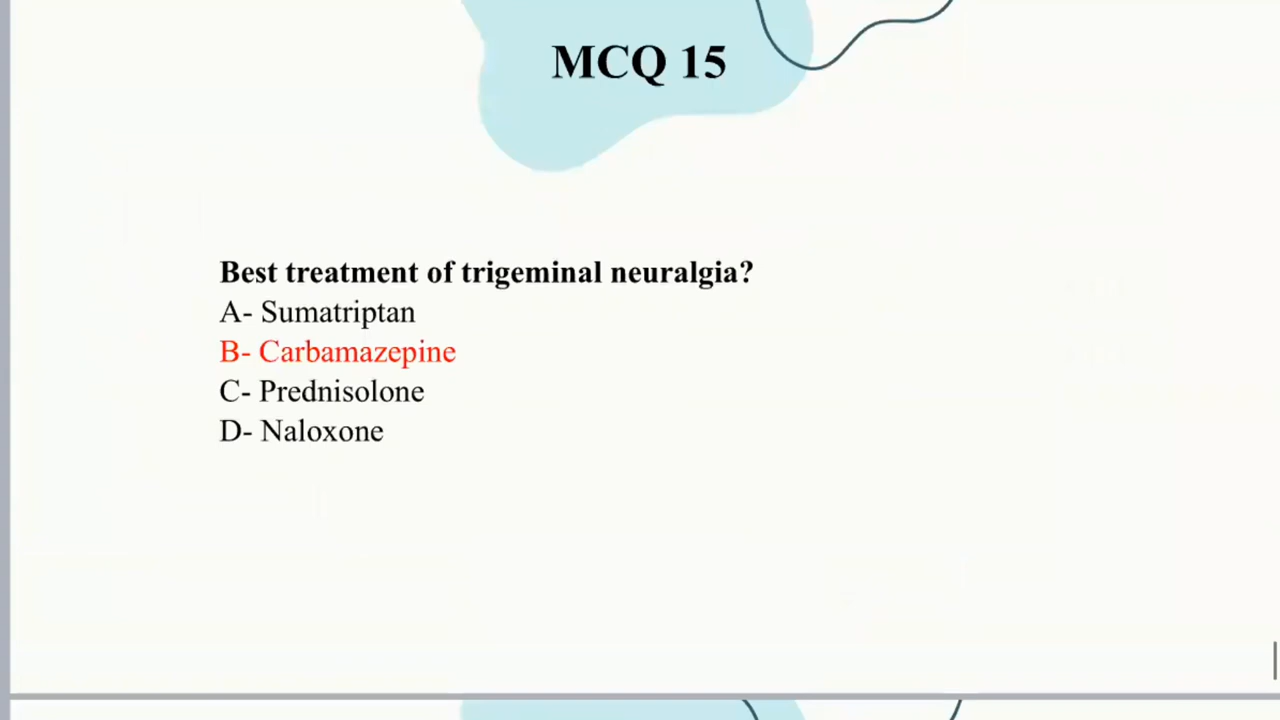 MCQ 15
Best treatment of trigeminal neuralgia?
A- Sumatriptan
B- Carbamazepine
C- Prednisolone
D- Naloxone